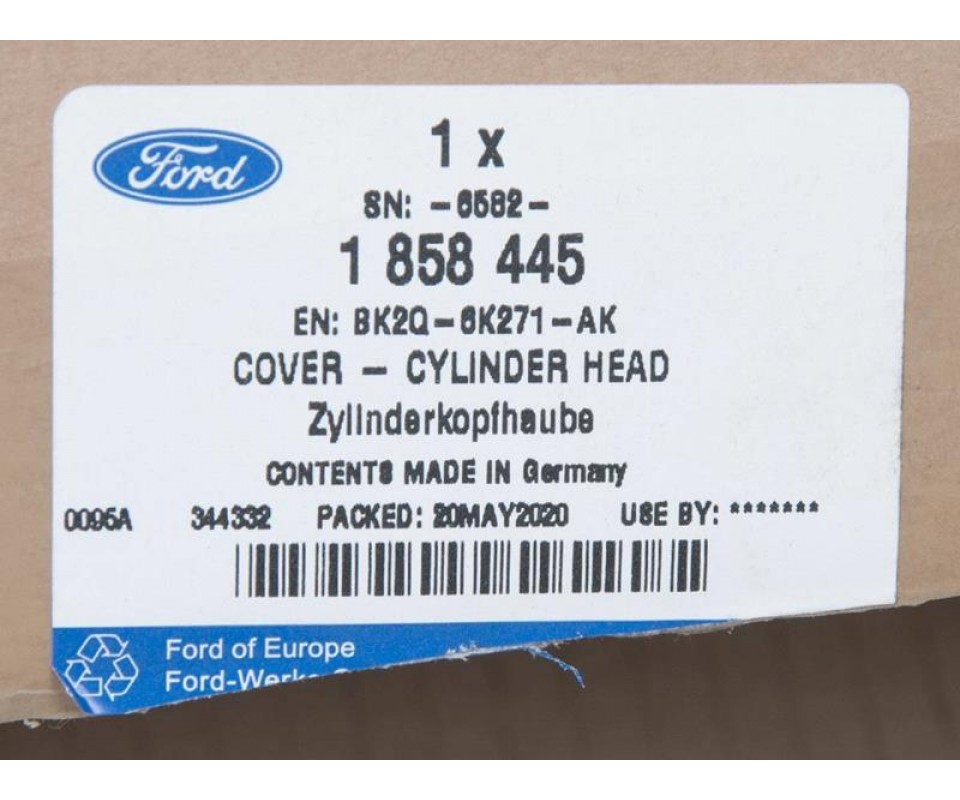 Ford
1 x
SN: -6582-
1 858 445
EN: BK2Q-6K271-AK
COVER - CYLINDER HEAD
Zylinderkopfhaube
CONTENTS MADE IN Germany
0095A 344332 PACKED: 20MAY2020 USE BY: *******
Ford of Europe